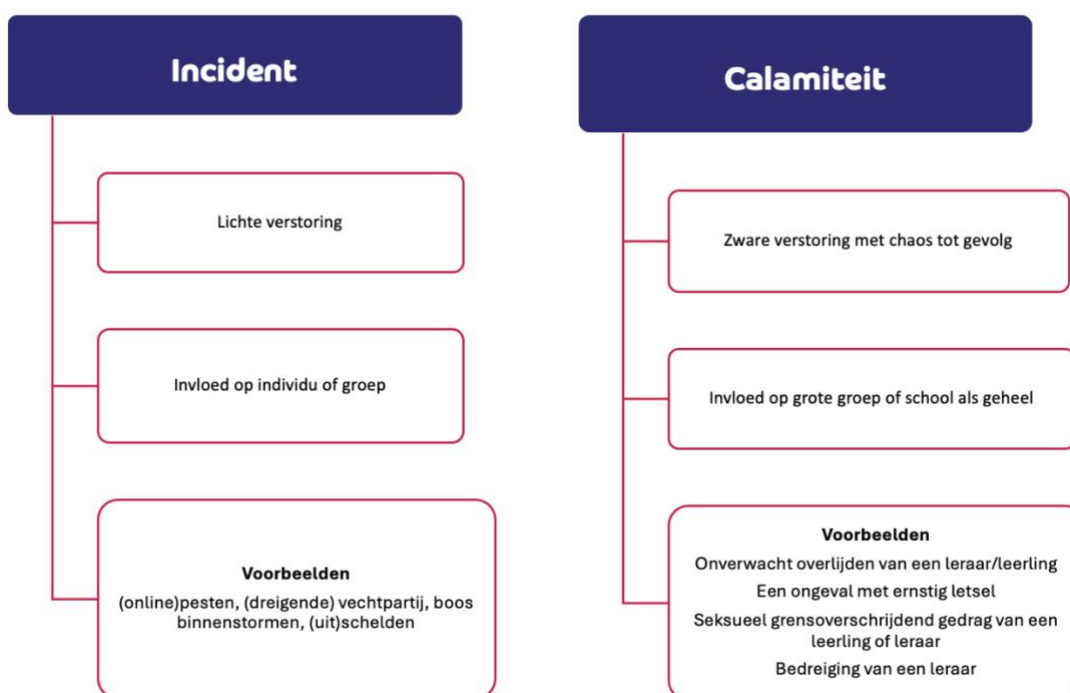 Incident
Lichte verstoring
Invloed op individu of groep
Voorbeelden
(online)pesten, (dreigende) vechtpartij, boos
binnenstormen, (uit)schelden
Calamiteit
Zware verstoring met chaos tot gevolg
Invloed op grote groep of school als geheel
Voorbeelden
Onverwacht overlijden van een leraar/leerling
Een ongeval met ernstig letsel
Seksueel grensoverschrijdend gedrag van een
leerling of leraar
Bedreiging van een leraar